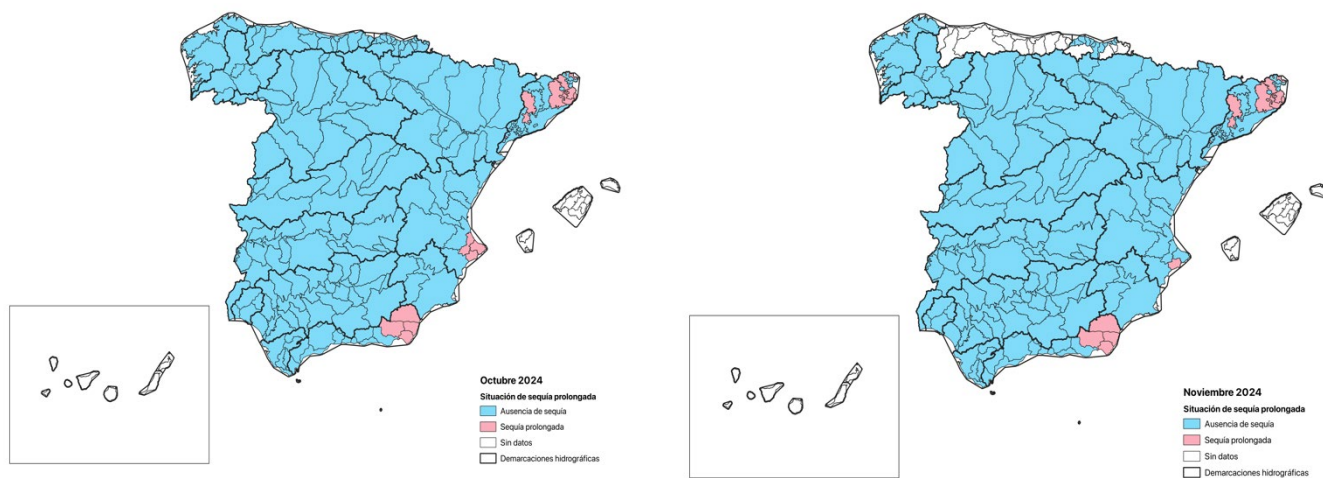 Octubre 2024
Situación de sequía prolongada
Ausencia de sequía
Sequía prolongada
Sin datos
Demarcaciones hidrográficas
Noviembre 2024
Situación de sequía prolongada
Ausencia de sequía
Sequía prolongada
Sin datos
Demarcaciones hidrográficas